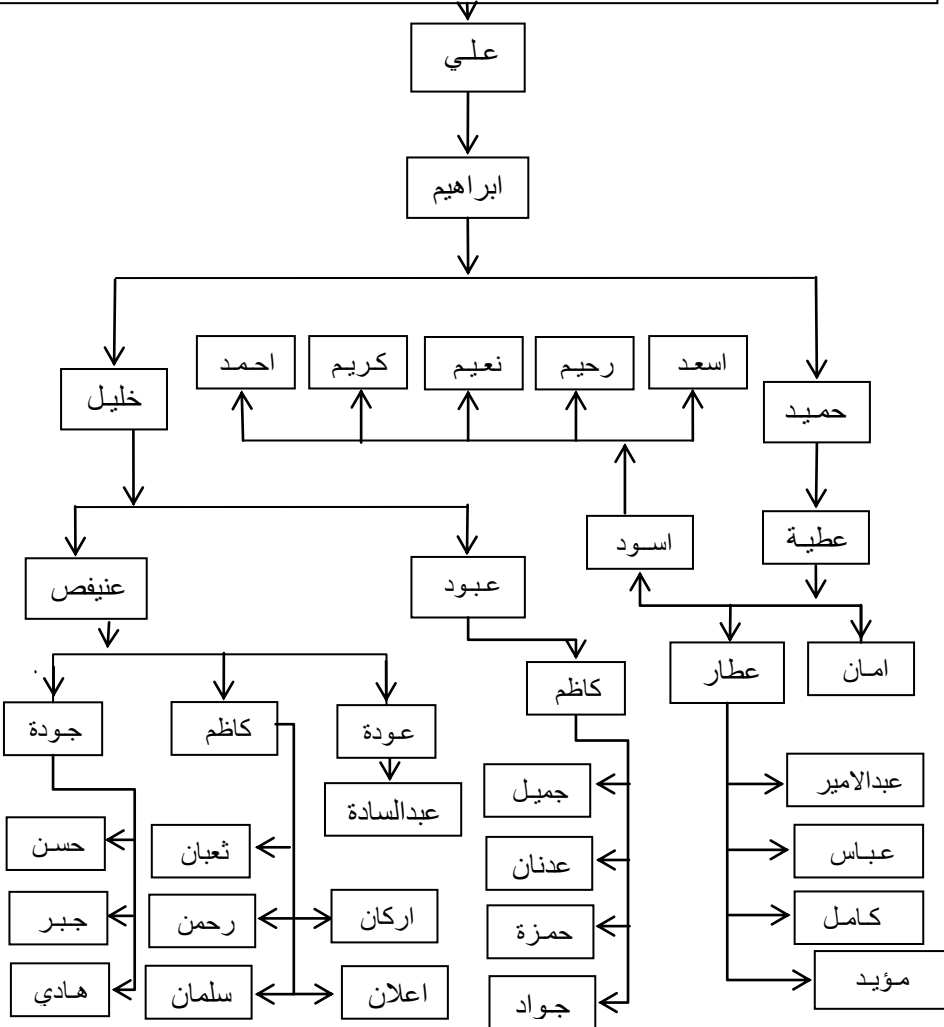 علي
ابراهيم
اسعد
رحيم
نعيم
كريم
احمد
حميد
خليل
عطية
اسود
عبود
عنيفص
امان
عطار
كاظم
عودة
كاظم
جودة
عبدالامير
جميل
عبدالسادة
عباس
عدنان
ثعبان
حسن
كامل
حمزة
اركان
رحمن
جبر
مؤيد
جواد
اعلان
سلمان
هادي